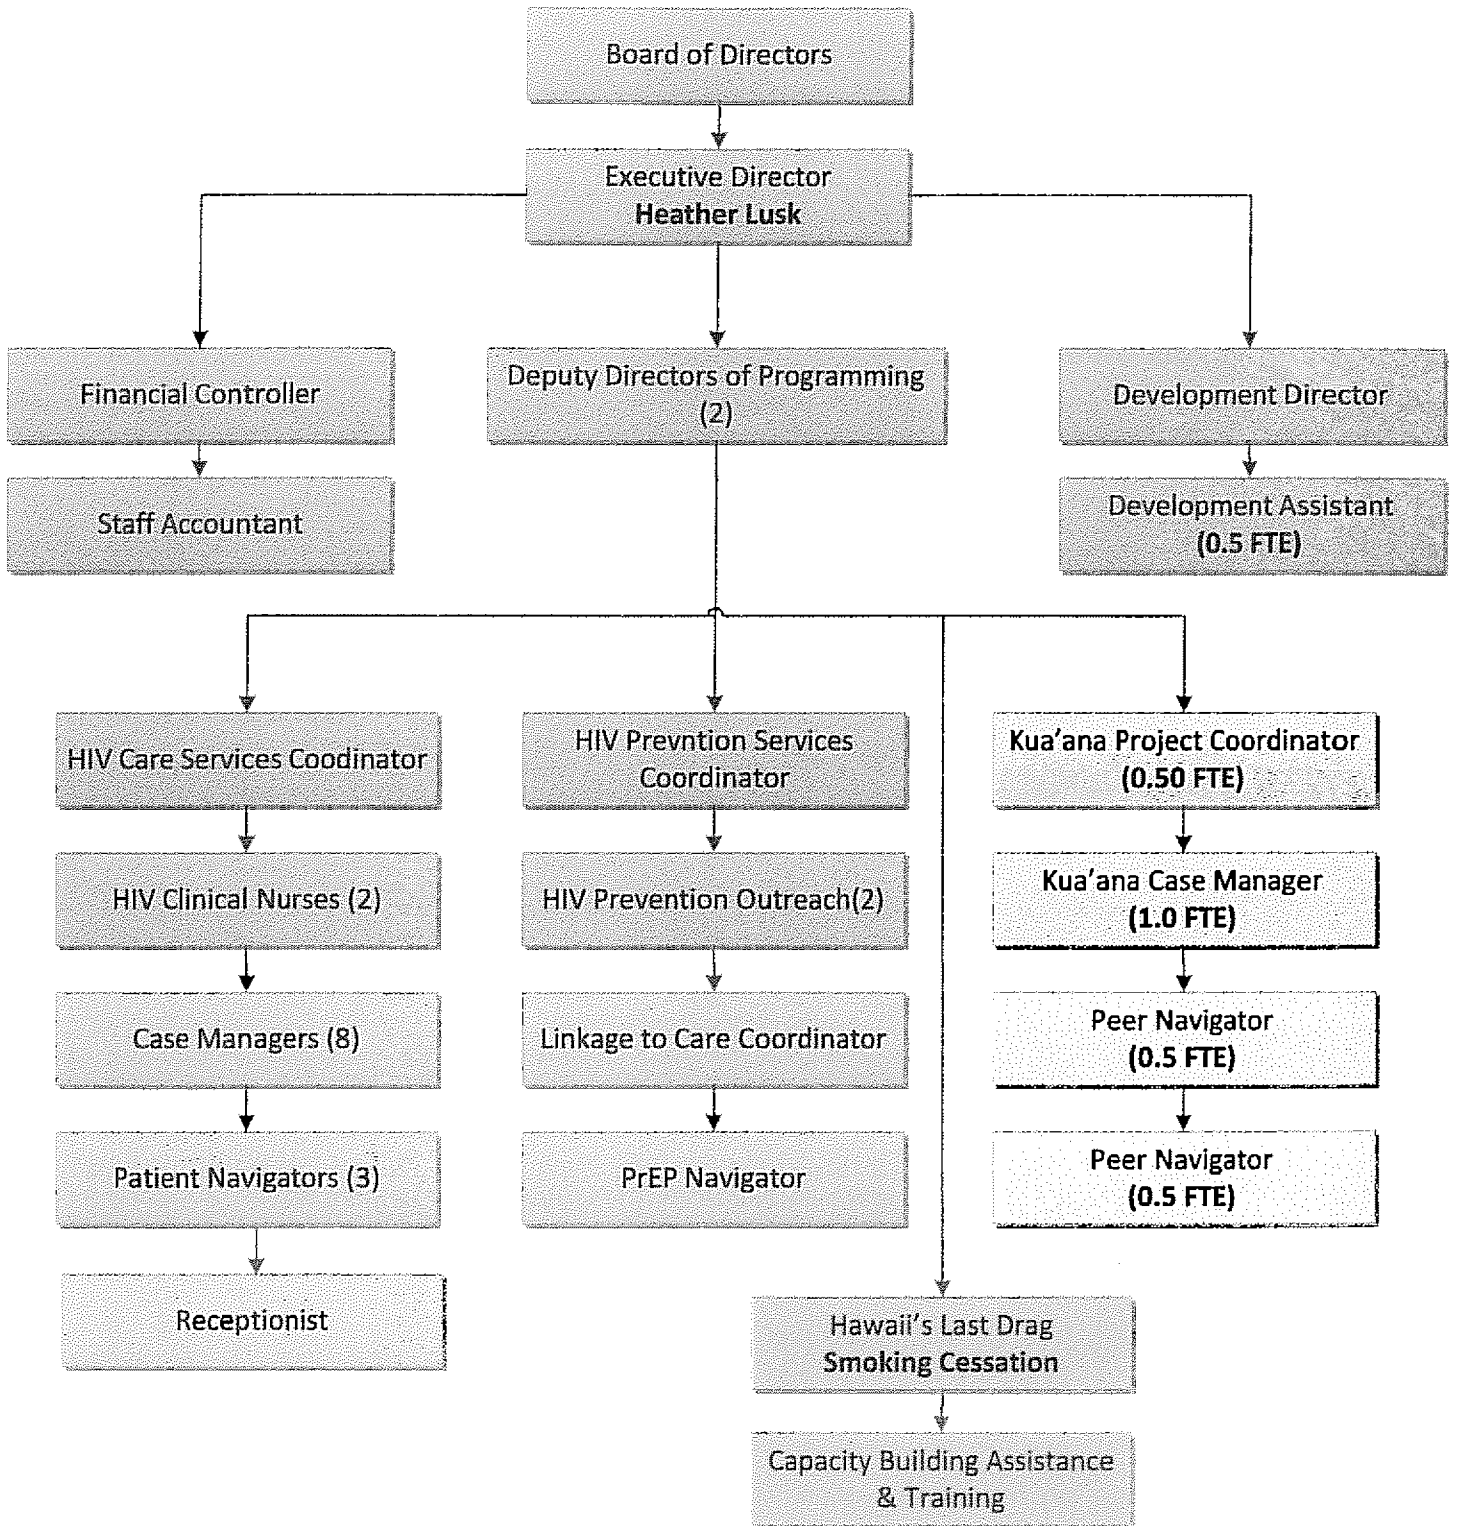 Board of Directors
Executive Director
Heather Lusk
Financial Controller
Deputy Directors of Programming
(2)
Development Director
Staff Accountant
Development Assistant
(0.5 FTE)
HIV Care Services Coodinator
HIV Prevntion Services
Coordinator
Kua'ana Project Coordinator
(0.50 FTE)
HIV Clinical Nurses (2)
HIV Prevention Outreach(2)
Kua'ana Case Manager
(1.0 FTE)
Case Managers (8)
Linkage to Care Coordinator
Peer Navigator
(0.5 FTE)
Patient Navigators (3)
PrEP Navigator
Peer Navigator
(0.5 FTE)
Receptionist
Hawaii's Last Drag
Smoking Cessation
Capacity Building Assistance
& Training